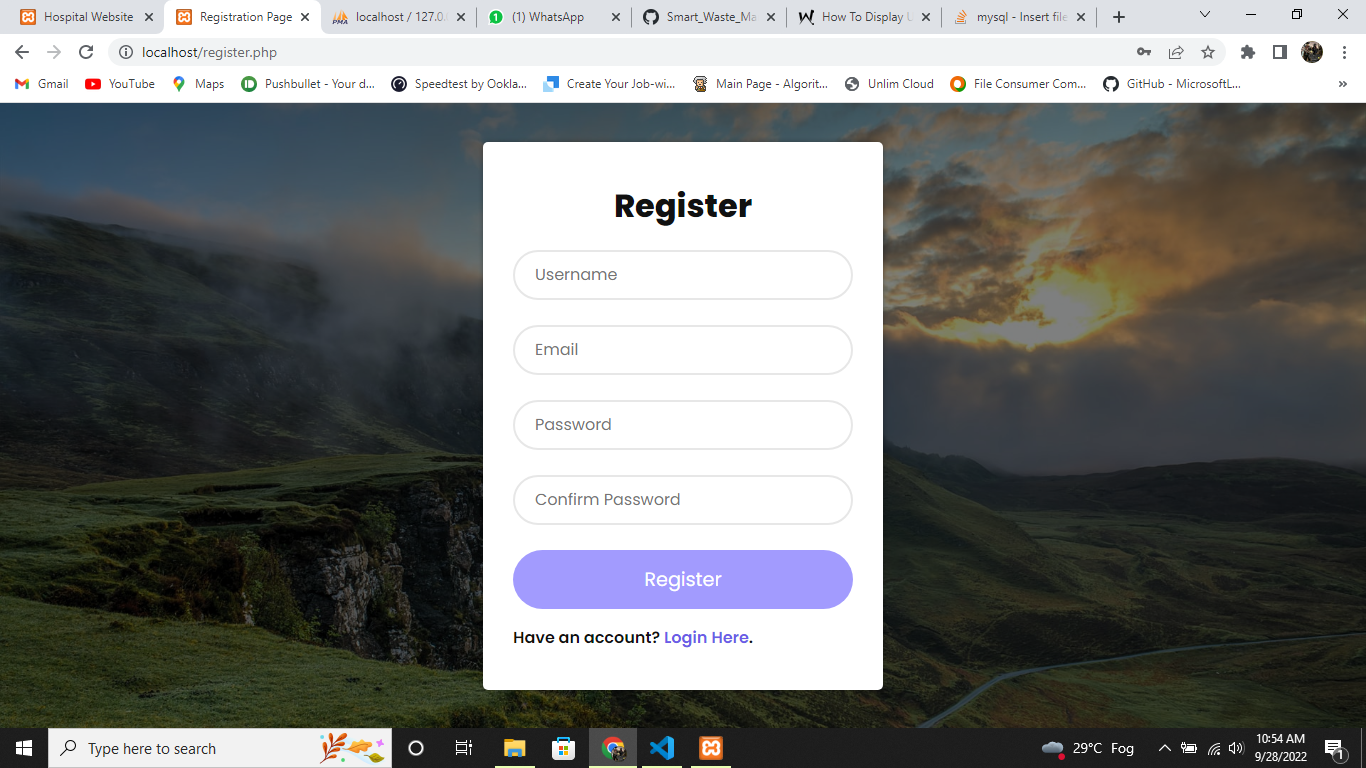 Hospital Website
Registration Page
localhost / 127.0.
(1) WhatsApp
Smart_Waste_Ma
How To Display U
mysql - Insert file
localhost/register.php
Gmail
YouTube
Maps
Pushbullet - Your d...
Speedtest by Ookla...
Create Your Job-wi...
Main Page - Algorit...
Unlim Cloud
File Consumer Com...
GitHub - MicrosoftL...
»
Register
Username
Email
Password
Confirm Password
Register
Have an account? Login Here.
Type here to search
29°C Fog
10:54 AM
9/28/2022
1